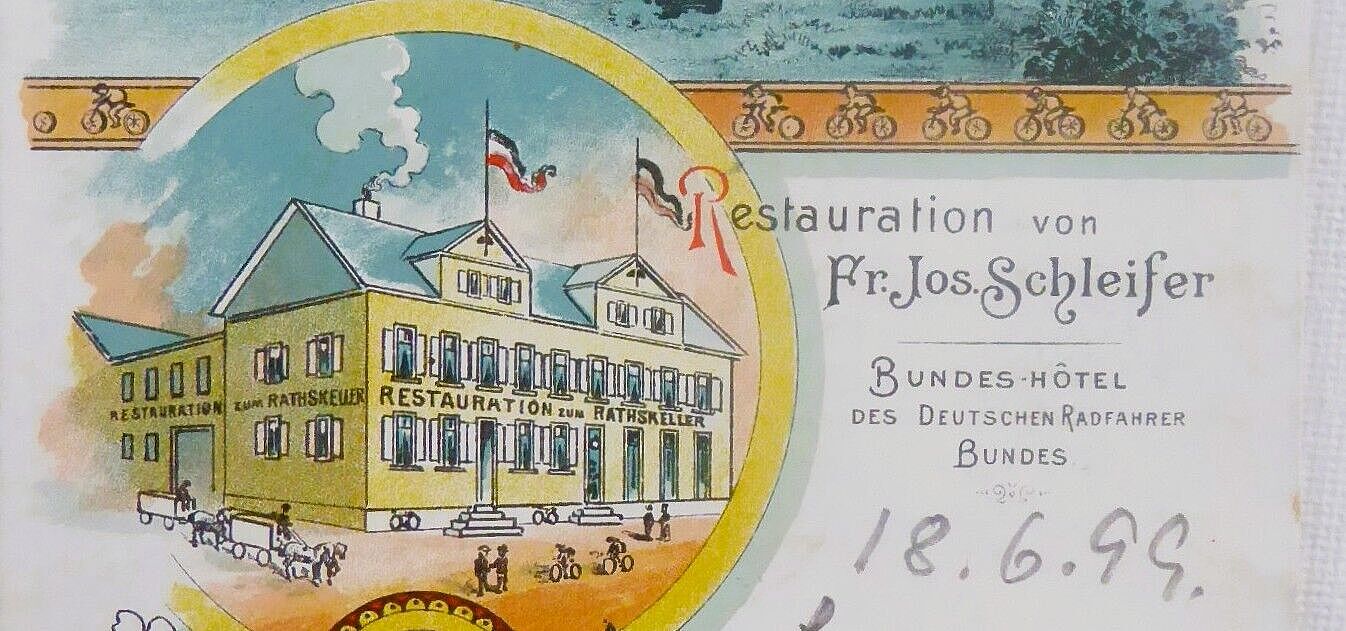 Restauration von
Fr. Jos. Schleifer
BUNDES-HÔTEL
DES DEUTSCHEN RADFAHRER
BUNDES
18.6.99.
RESTAURATION ZUM RATHSKELLER
RESTAURATION ZUM RATHSKELLER